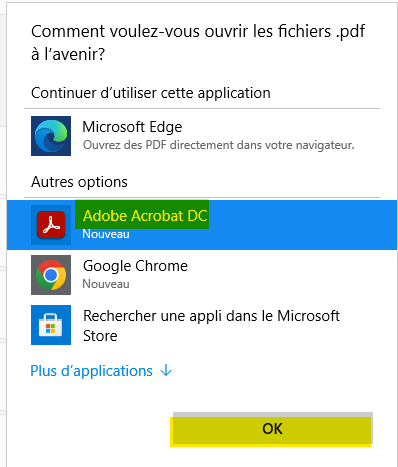 Comment voulez-vous ouvrir les fichiers .pdf
à l’avenir?
Continuer d’utiliser cette application
Microsoft Edge
Ouvrez des PDF directement dans votre navigateur.
Autres options
Adobe Acrobat DC
Nouveau
Google Chrome
Nouveau
Rechercher une appli dans le Microsoft
Store
Plus d’applications
OK